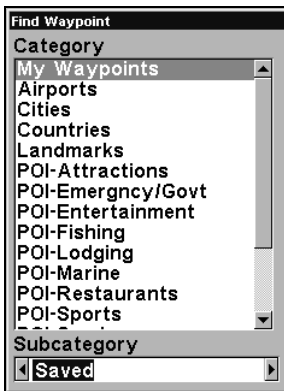 Find Waypoint
Category
My Waypoints
Airports
Cities
Countries
Landmarks
POI-Attractions
POI-Emergncy/Govt
POI-Entertainment
POI-Fishing
POI-Lodging
POI-Marine
POI-Restaurants
POI-Sports
Subcategory
Saved